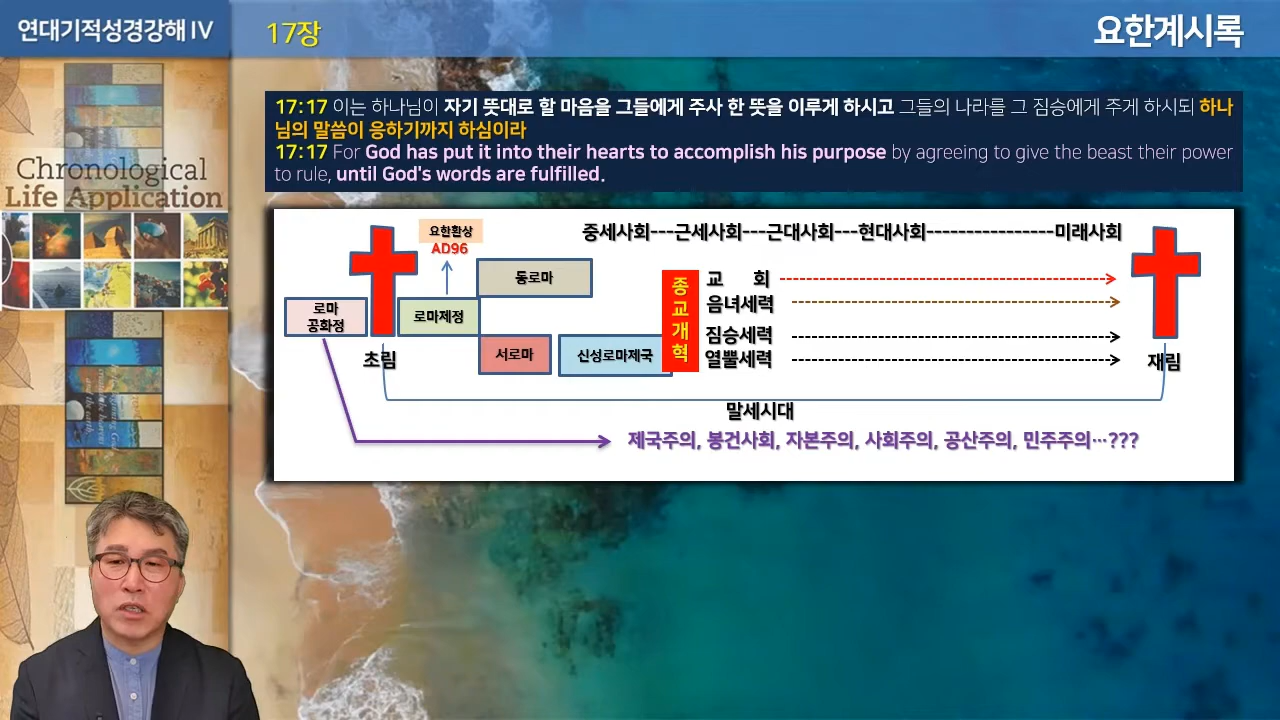 연대기적성경강해 IV
17장
요한계시록
Chronological
Life Application
17:17 이는 하나님이 자기 뜻대로 할 마음을 그들에게 주사 한 뜻을 이루게 하시고 그들의 나라를 그 짐승에게 주게 하시되 하나
님의 말씀이 응하기까지 하심이라
17:17 For God has put it into their hearts to accomplish his purpose by agreeing to give the beast their power
to rule, until God's words are fulfilled.
요한환상
AD96
중세사회---근세사회---근대사회---현대사회----------------미래사회
동로마
종교개혁
교 회
음녀세력
로마
공화정
로마제정
짐승세력
서로마
신성로마제국
열뿔세력
초림
재림
말세시대
제국주의, 봉건사회, 자본주의, 사회주의, 공산주의, 민주주의…???